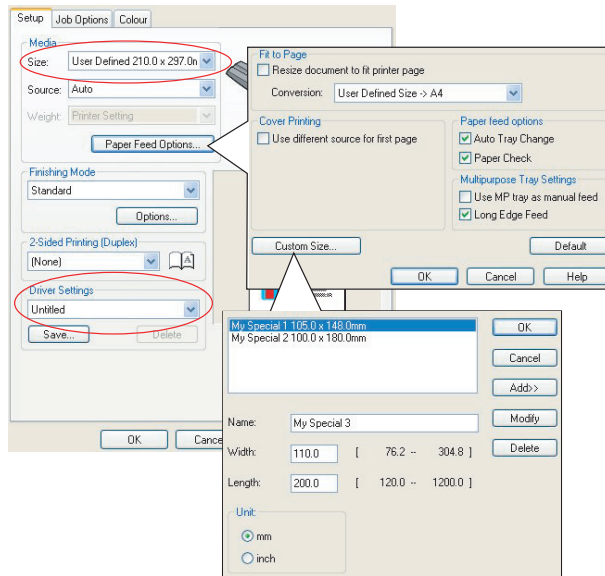 Setup Job Options Colour
Media
Size: User Defined 210.0 x 297.0
Source: Auto
Weight: Printer Setting
Paper Feed Options...
Finishing Mode
Standard
Options...
2-Sided Printing (Duplex)
(None)
A
Driver Settings
Untitled
Save... Delete
OK Cance
Fit to Page
Resize document to fit printer page
Conversion: User Defined Size -> A4
Cover Printing
Use different source for first page
Paper feed options
Auto Tray Change
Paper Check
Multipurpose Tray Settings
Use MP tray as manual feed
Long Edge Feed
Custom Size... Default
OK Cancel Help
My Special 1 105.0 x 148.0mm
My Special 2 100.0 x 180.0mm
OK
Cancel
Add>>
Modify
Delete
Name: My Special 3
Width: 110.0 [ 76.2 -- 304.8 ]
Length: 200.0 [ 120.0 -- 1200.0 ]
Unit:
mm
inch